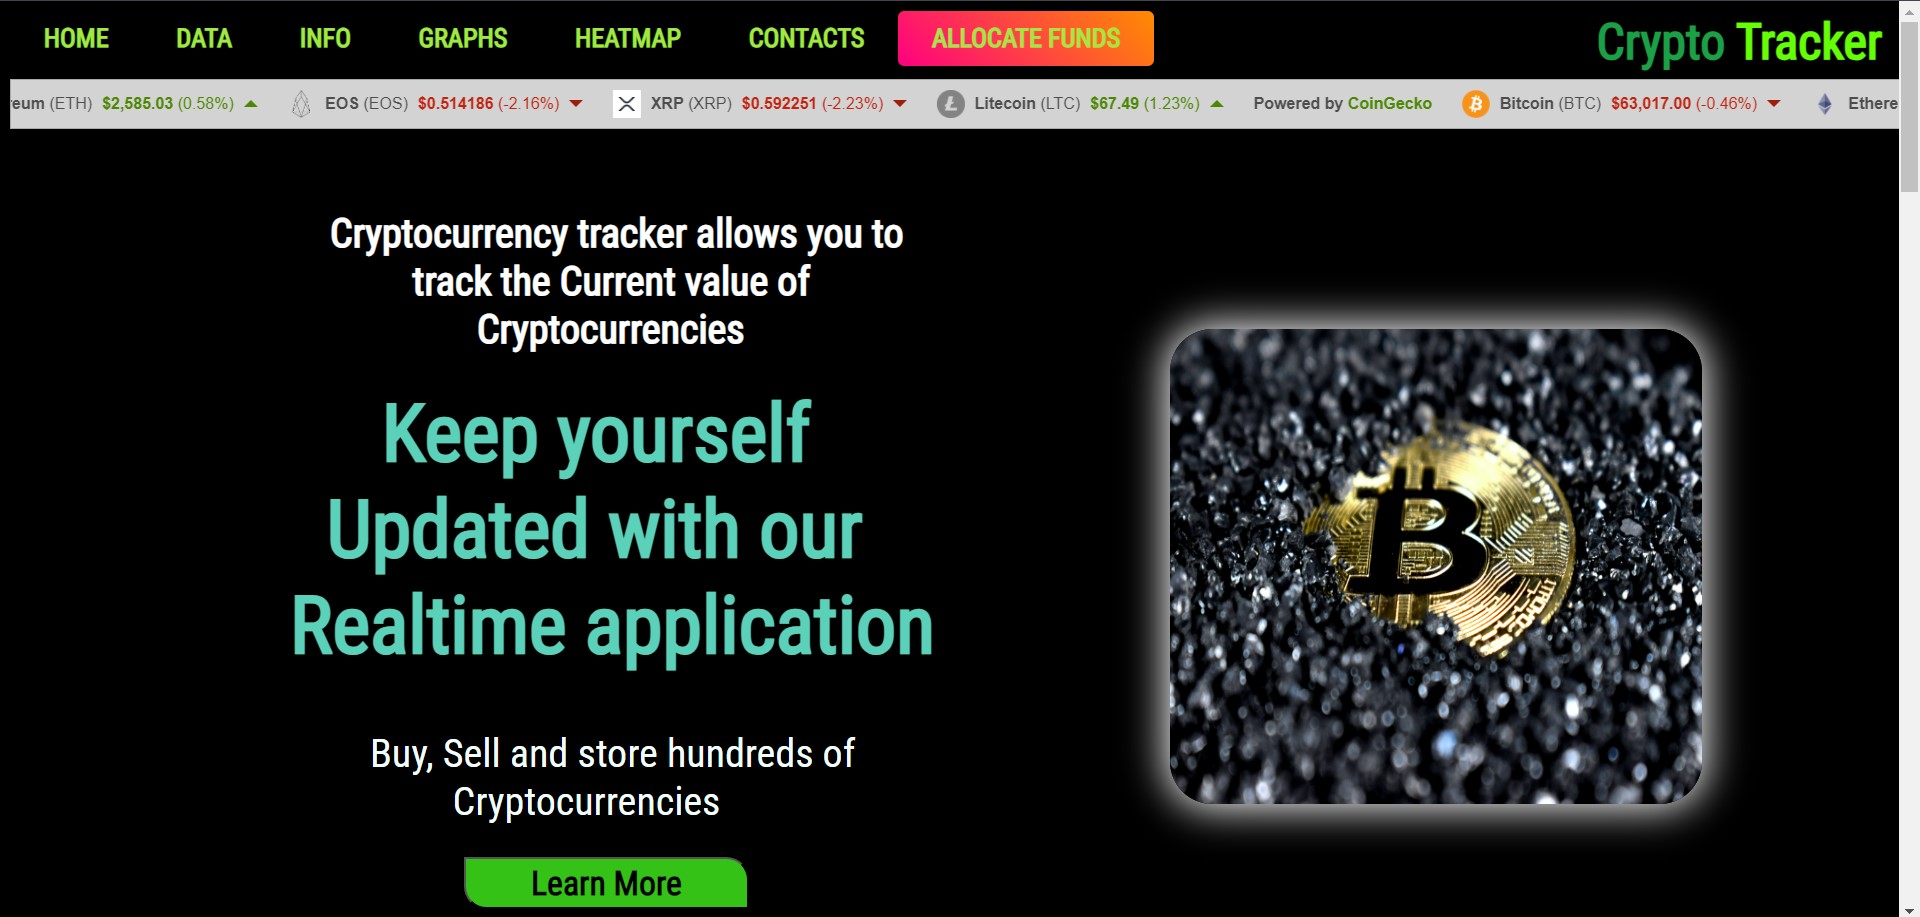 HOME DATA INFO GRAPHS HEATMAP CONTACTS ALLOCATE FUNDS Crypto Tracker
eum (ETH) $2,585.03 (0.58%) EOS (EOS) $0.514186 (-2.16%) XRP (XRP) $0.592251 (-2.23%) Litecoin (LTC) $67.49 (1.23%) Powered by CoinGecko Bitcoin (BTC) $63,017.00 (-0.46%) Ethere
Cryptocurrency tracker allows you to
track the Current value of
Cryptocurrencies
Keep yourself
Updated with our
Realtime application
Buy, Sell and store hundreds of
Cryptocurrencies
Learn More